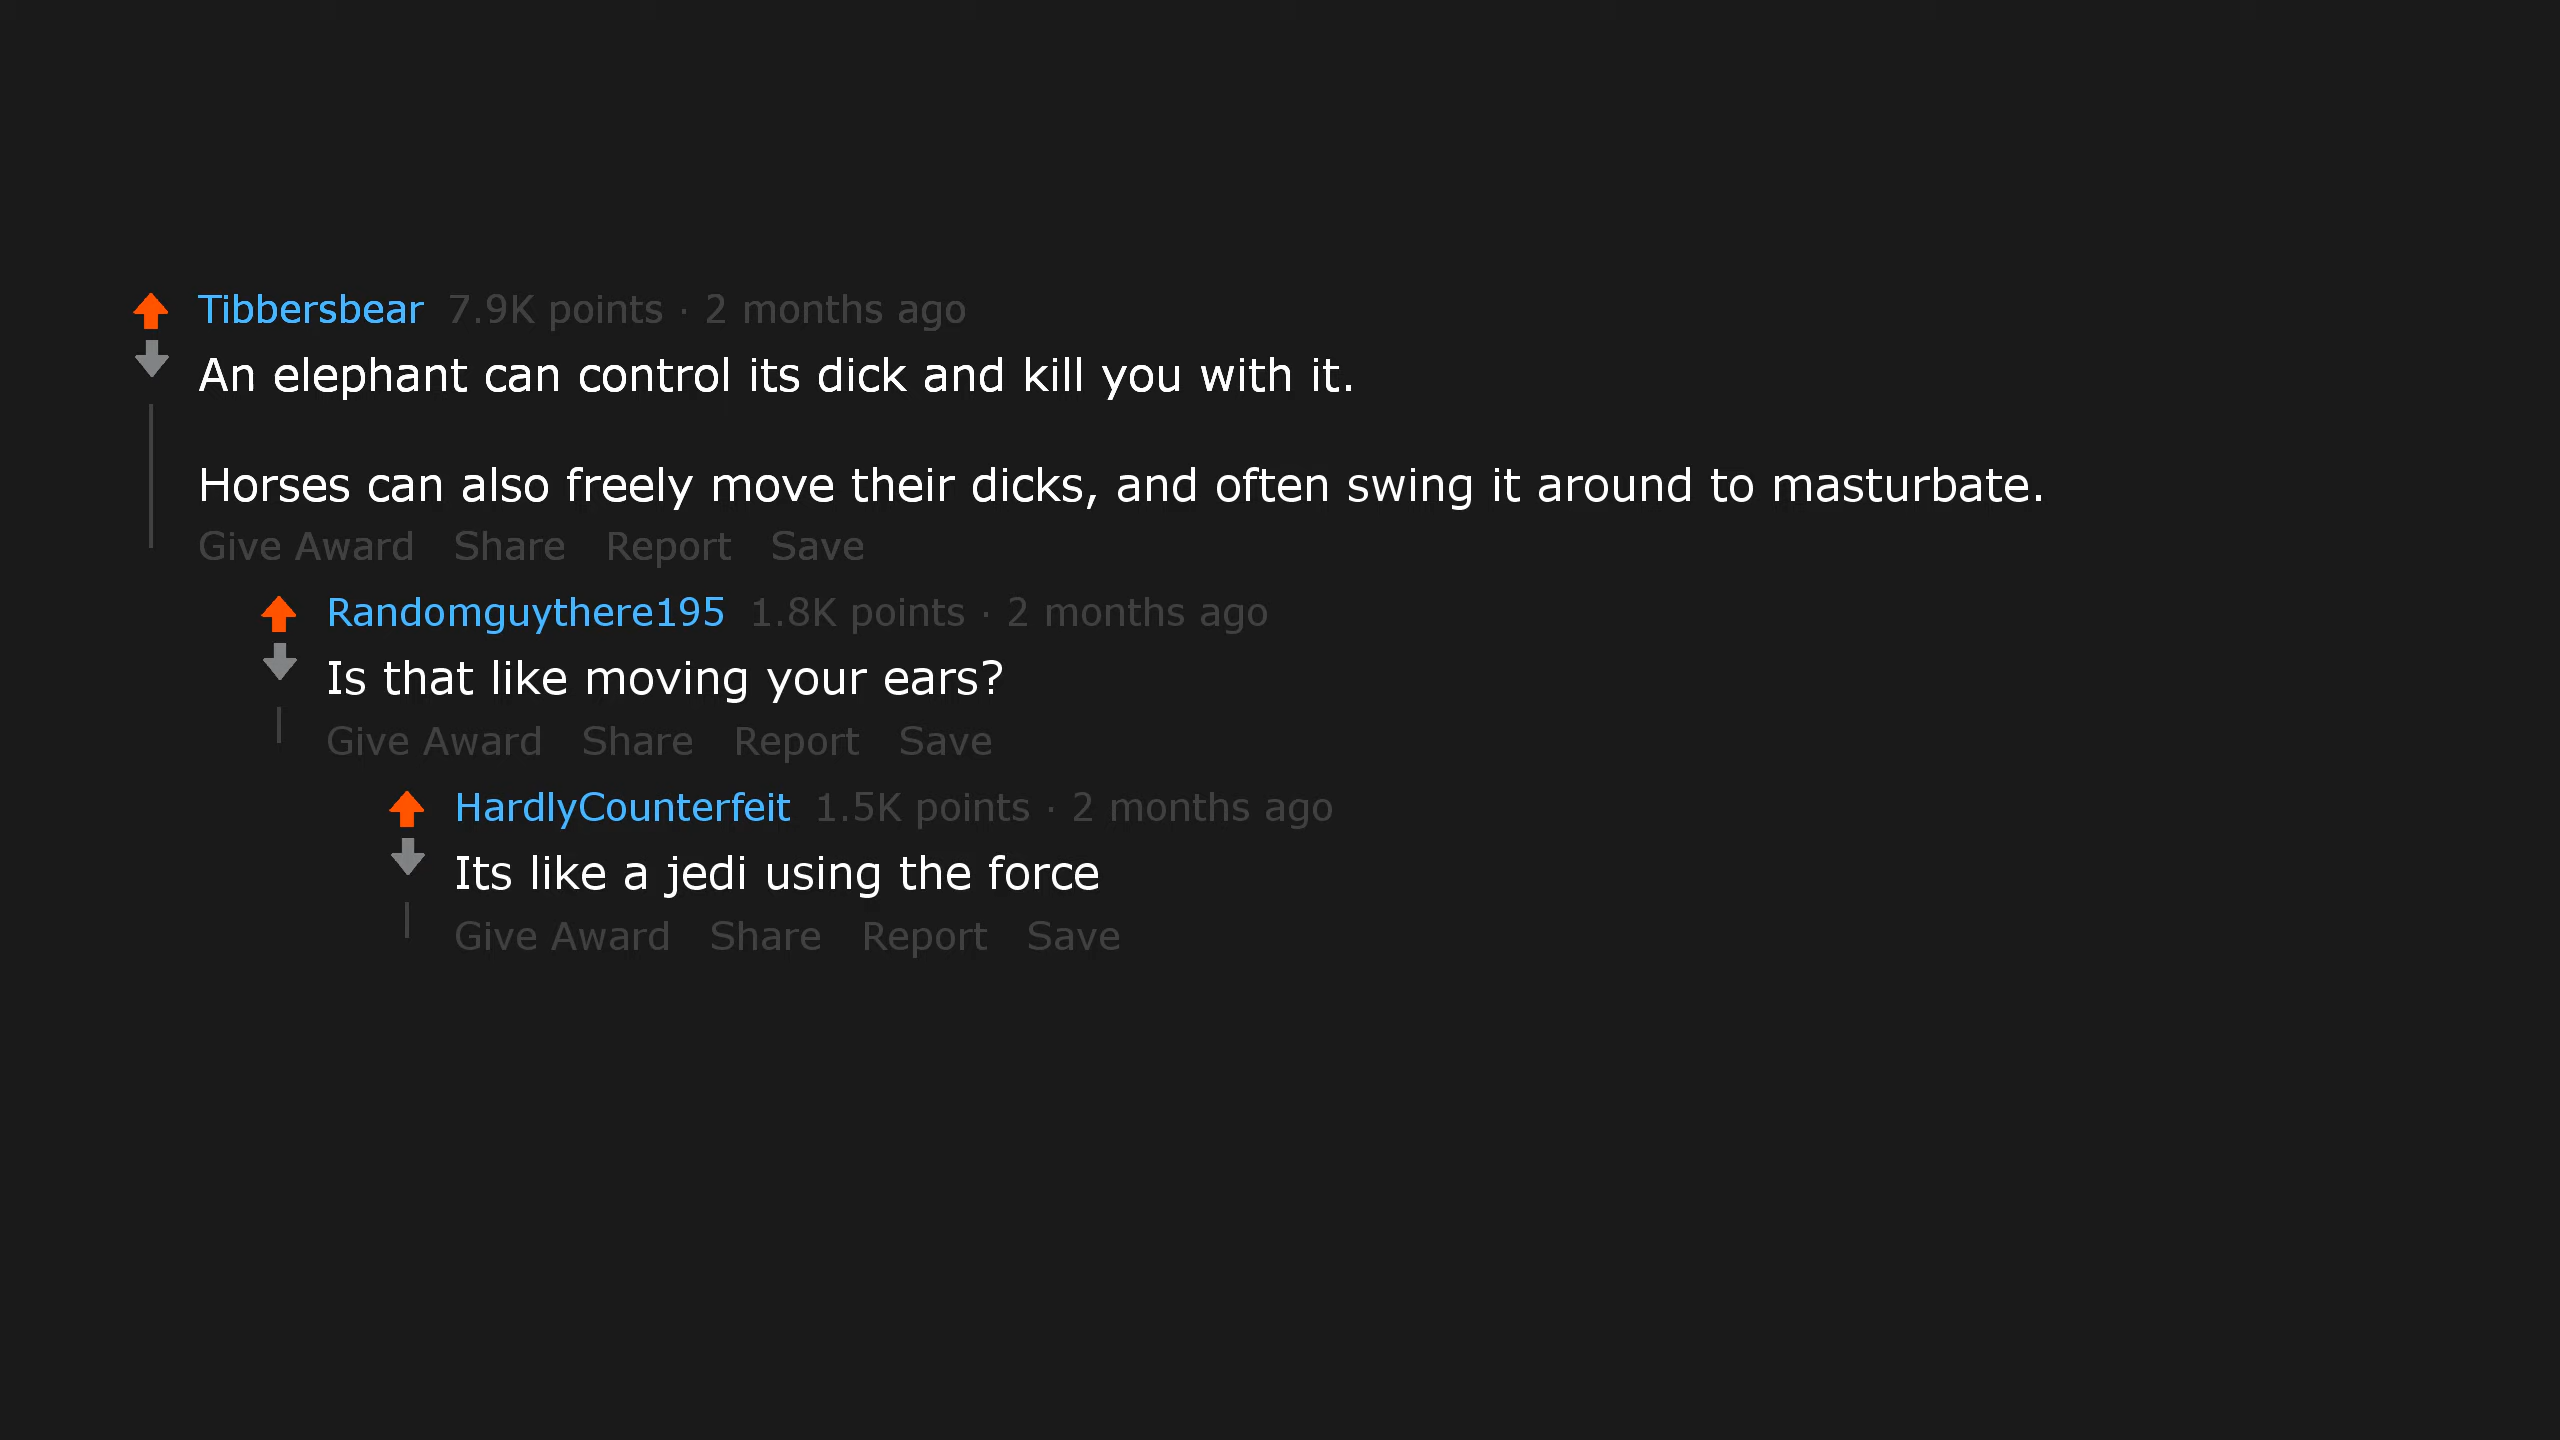 Tibbersbear 7.9K points · 2 months ago
An elephant can control its dick and kill you with it.
Horses can also freely move their dicks, and often swing it around to masturbate.
Give Award Share Report Save
Randomguythere195 1.8K points · 2 months ago
Is that like moving your ears?
Give Award Share Report Save
HardlyCounterfeit 1.5K points · 2 months ago
Its like a jedi using the force
Give Award Share Report Save